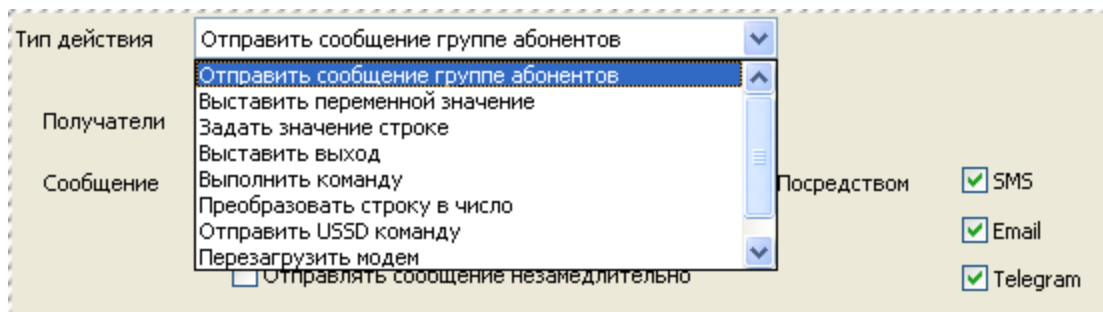 Тип действия
Отправить сообщение группе абонентов
Отправить сообщение группе абонентов
Выставить переменной значение
Получатели
Задать значение строке
Выставить выход
Сообщение
Выполнить команду
Посредством
SMS
Преобразовать строку в число
Отправить USSD команду
Email
Перезагрузить модем
Отправлять сообщение незамедлительно
Telegram